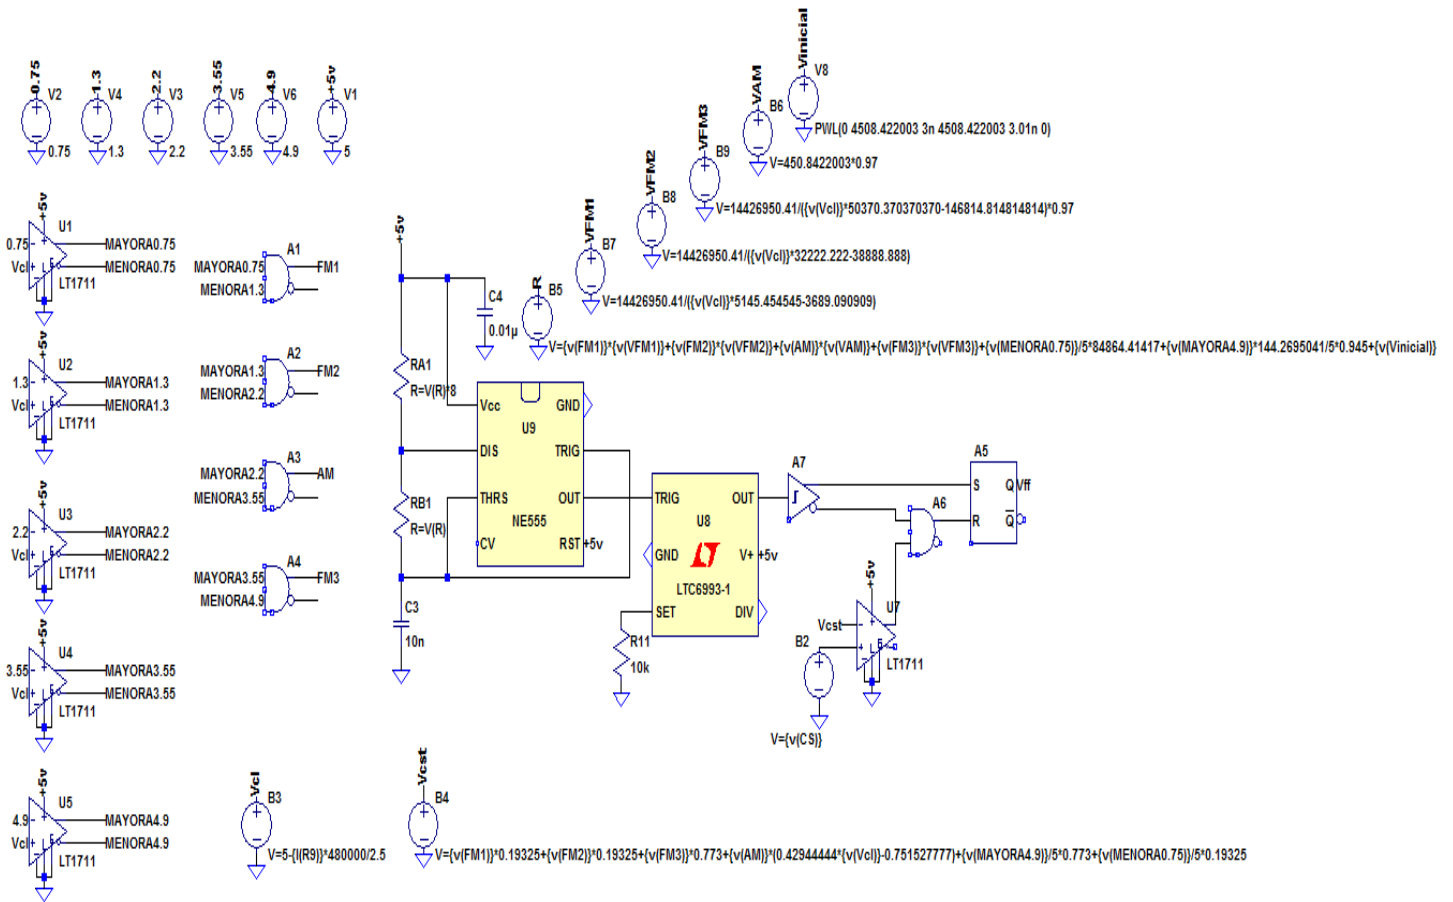 0.75
V2
0.75
1.3
V4
1.3
2.2
V3
2.2
3.55
V5
3.55
4.9
V6
4.9
+5v
V1
5
Vinicial
V8
PWL(0 4508.422003 3n 4508.422003 3.01n 0)
VAM
B6
V=450.8422003*0.97
VFM3
B9
V=14426950.41/({v(Vcl)}*50370.370370370-146814.814814814)*0.97
VFM2
B8
V=14426950.41/({v(Vcl)}*32222.222-38888.888)
VFM1
B7
V=14426950.41/({v(Vcl)}*5145.454545-3689.090909)
R
B5
V={v(FM1)}*{v(VFM1)}+{v(FM2)}*{v(VFM2)}+{v(AM)}*{v(VAM)}+{v(FM3)}*{v(VFM3)}+{v(MENORA0.75)}/5*84864.41417+{v(MAYORA4.9)}*144.2695041/5*0.945+{v(Vinicial)}
+5v
U1
0.75
Vcl
LT1711
MAYORA0.75
MENORA0.75
+5v
U2
1.3
Vcl
LT1711
MAYORA1.3
MENORA1.3
+5v
U3
2.2
Vcl
LT1711
MAYORA2.2
MENORA2.2
+5v
U4
3.55
Vcl
LT1711
MAYORA3.55
MENORA3.55
+5v
U5
4.9
Vcl
LT1711
MAYORA4.9
MENORA4.9
A1
MAYORA0.75
MENORA1.3
FM1
A2
MAYORA1.3
MENORA2.2
FM2
A3
MAYORA2.2
MENORA3.55
AM
A4
MAYORA3.55
MENORA4.9
FM3
+5v
C4
0.01µ
RA1
R=V(R)*8
RB1
R=V(R)
C3
10n
Vcc
GND
U9
DIS
TRIG
THRS
OUT
NE555
CV
RST
+5v
TRIG
OUT
U8
GND
V+
+5v
LTC6993-1
SET
DIV
R11
10k
A7
A6
A5
S
Q
Vff
R
Q
+5v
U7
Vcst
LT1711
B2
V={v(CS)}
Vcl
B3
V=5-{I(R9)}*480000/2.5
Vcst
B4
V={v(FM1)}*0.19325+{v(FM2)}*0.19325+{v(FM3)}*0.773+{v(AM)}*(0.42944444*{v(Vcl)}-0.751527777)+{v(MAYORA4.9)}/5*0.773+{v(MENORA0.75)}/5*0.19325